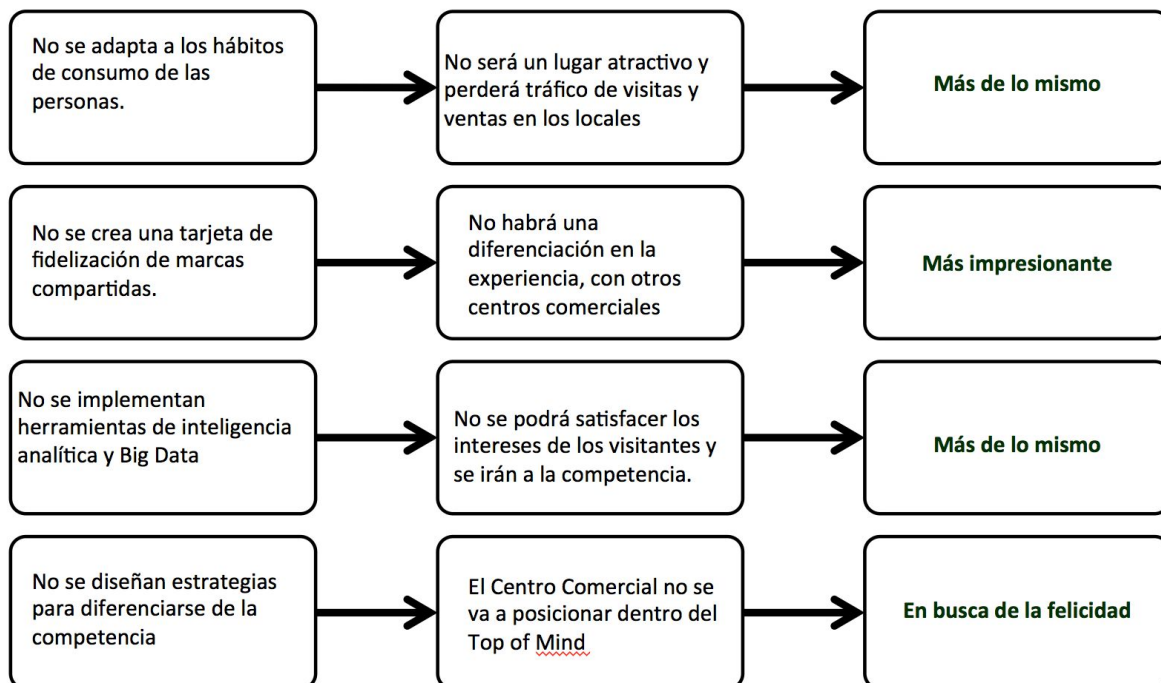 No se adapta a los hábitos
de consumo de las
personas.
No será un lugar atractivo y
perderá tráfico de visitas y
ventas en los locales
Más de lo mismo
No se crea una tarjeta de
fidelización de marcas
compartidas.
No habrá una
diferenciación en la
experiencia, con otros
centros comerciales
Más impresionante
No se implementan
herramientas de inteligencia
analítica y Big Data
No se podrá satisfacer los
intereses de los visitantes y
se irán a la competencia.
Más de lo mismo
No se diseñan estrategias
para diferenciarse de la
competencia
El Centro Comercial no se
va a posicionar dentro del
Top of Mind
En busca de la felicidad